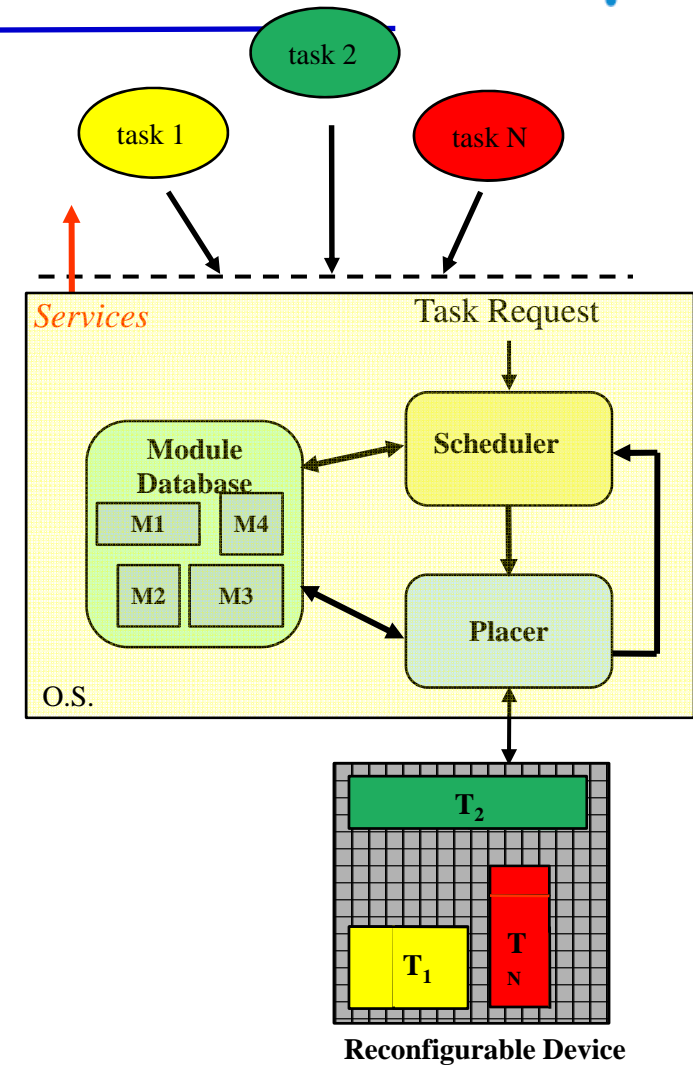 task 2
task 1
task N
Services
Task Request
Module
Database
M1
M4
M2
M3
Scheduler
Placer
O.S.
T2
T1
T
N
Reconfigurable Device